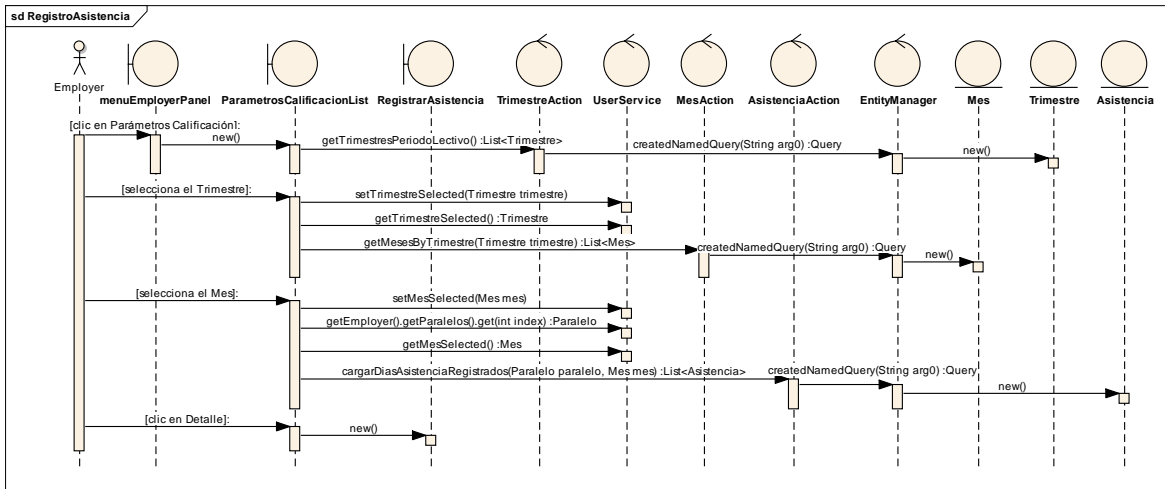 sd RegistroAsistencia
Employer
menuEmployerPanel
ParametrosCalificacionList
RegistrarAsistencia
TrimestreAction
UserService
MesAction
AsistenciaAction
EntityManager
Mes
Trimestre
Asistencia
[clic en Parámetros Calificación]:
new()
getTrimestresPeriodoLectivo() :List<Trimestre>
createdNamedQuery(String arg0) :Query
new()
[selecciona el Trimestre]:
setTrimestreSelected(Trimestre trimestre)
getTrimestreSelected() :Trimestre
getMesesByTrimestre(Trimestre trimestre) :List<Mes>
createdNamedQuery(String arg0) :Query
new()
[selecciona el Mes]:
setMesSelected(Mes mes)
getEmployer().getParalelos().get(int index) :Paralelo
getMesSelected() :Mes
cargarDiasAsistenciaRegistrados(Paralelo paralelo, Mes mes) :List<Asistencia>
createdNamedQuery(String arg0) :Query
new()
[clic en Detalle]:
new()